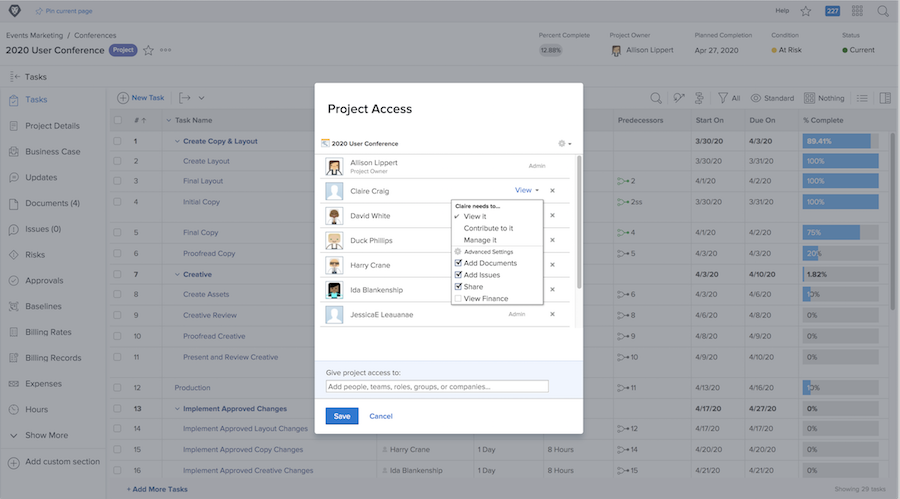 Pin current page
Help
227
Events Marketing / Conferences
2020 User Conference Project
Percent Complete
12.88%
Project Owner
Allison Lippert
Planned Completion
Apr 27, 2020
Condition
At Risk
Status
Current
Tasks
Tasks
Project Details
Business Case
Updates
Documents (4)
Issues (0)
Risks
Approvals
Baselines
Billing Rates
Billing Records
Expenses
Hours
Show More
Add custom section
New Task
All
Standard
Nothing
# Task Name
Predecessors Start On Due On % Complete
1 Create Copy & Layout 3/30/20 4/3/20 89.41%
2 Create Layout 3/30/20 3/31/20 100%
3 Final Layout 2 4/1/20 4/2/20 100%
4 Initial Copy 2ss 3/30/20 4/2/20 100%
5 Final Copy 4 4/1/20 4/2/20 75%
6 Proofread Copy 5 4/3/20 4/3/20 20%
7 Creative 4/3/20 4/10/20 1.82%
8 Create Assets 6 4/3/20 4/6/20 10%
9 Creative Review 8 4/6/20 4/8/20 0%
10 Proofread Creative 9 4/8/20 4/9/20 0%
11 Present and Review Creative 10 4/9/20 4/10/20 0%
12 Production 11 4/13/20 4/16/20 10%
13 Implement Approved Changes 4/17/20 4/27/20 0%
14 Implement Approved Layout Changes 12 4/17/20 4/17/20 0%
15 Implement Approved Copy Changes Harry Crane 1 Day 8 Hours 14 4/20/20 4/20/20 0%
16 Implement Approved Creative Changes Ida Blankenship 1 Day 8 Hours 15 4/21/20 4/21/20 0%
+ Add More Tasks
Showing 29 tasks
Project Access
2020 User Conference
Allison Lippert Admin
Project Owner
Claire Craig View
David White
Duck Phillips
Harry Crane
Ida Blankenship
JessicaE Leauanae Admin
Claire needs to...
View it
Contribute to it
Manage it
Advanced Settings
Add Documents
Add Issues
Share
View Finance
Give project access to:
Add people, teams, roles, groups, or companies...
Save
Cancel